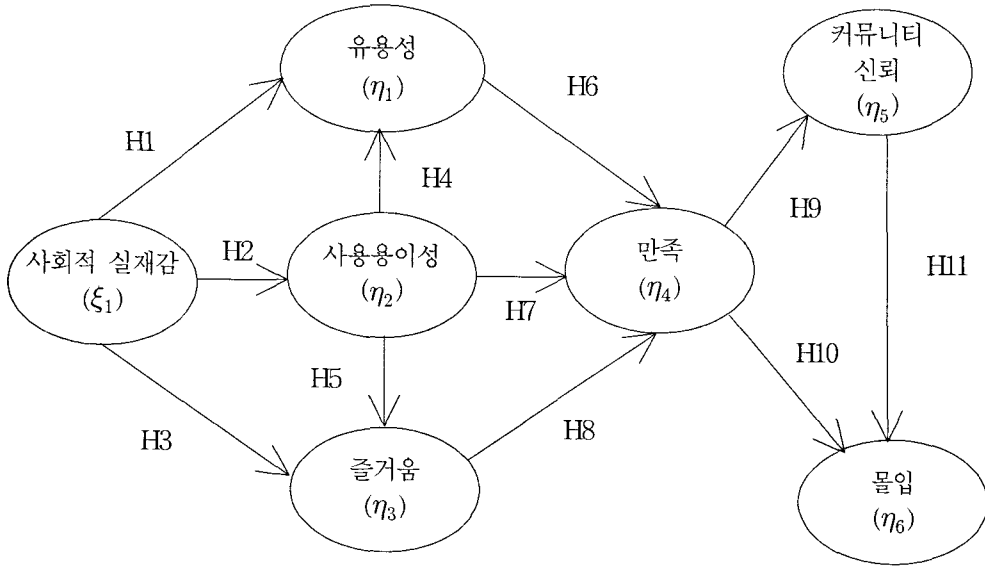 유용성
(η₁)
커뮤니티
신뢰
(η₅)
H6
H1
H4
H9
사회적 실재감
(ξ₁)
H2
사용용이성
(η₂)
만족
(η₄)
H7
H11
H5
H10
H3
H8
즐거움
(η₃)
몰입
(η₆)